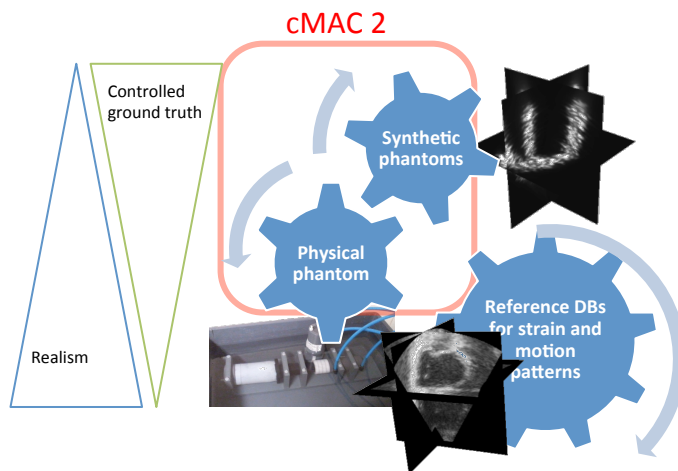 cMAC 2
Controlled
ground truth
Synthetic
phantoms
Physical
phantom
Reference DBs
for strain and
motion
patterns
Realism